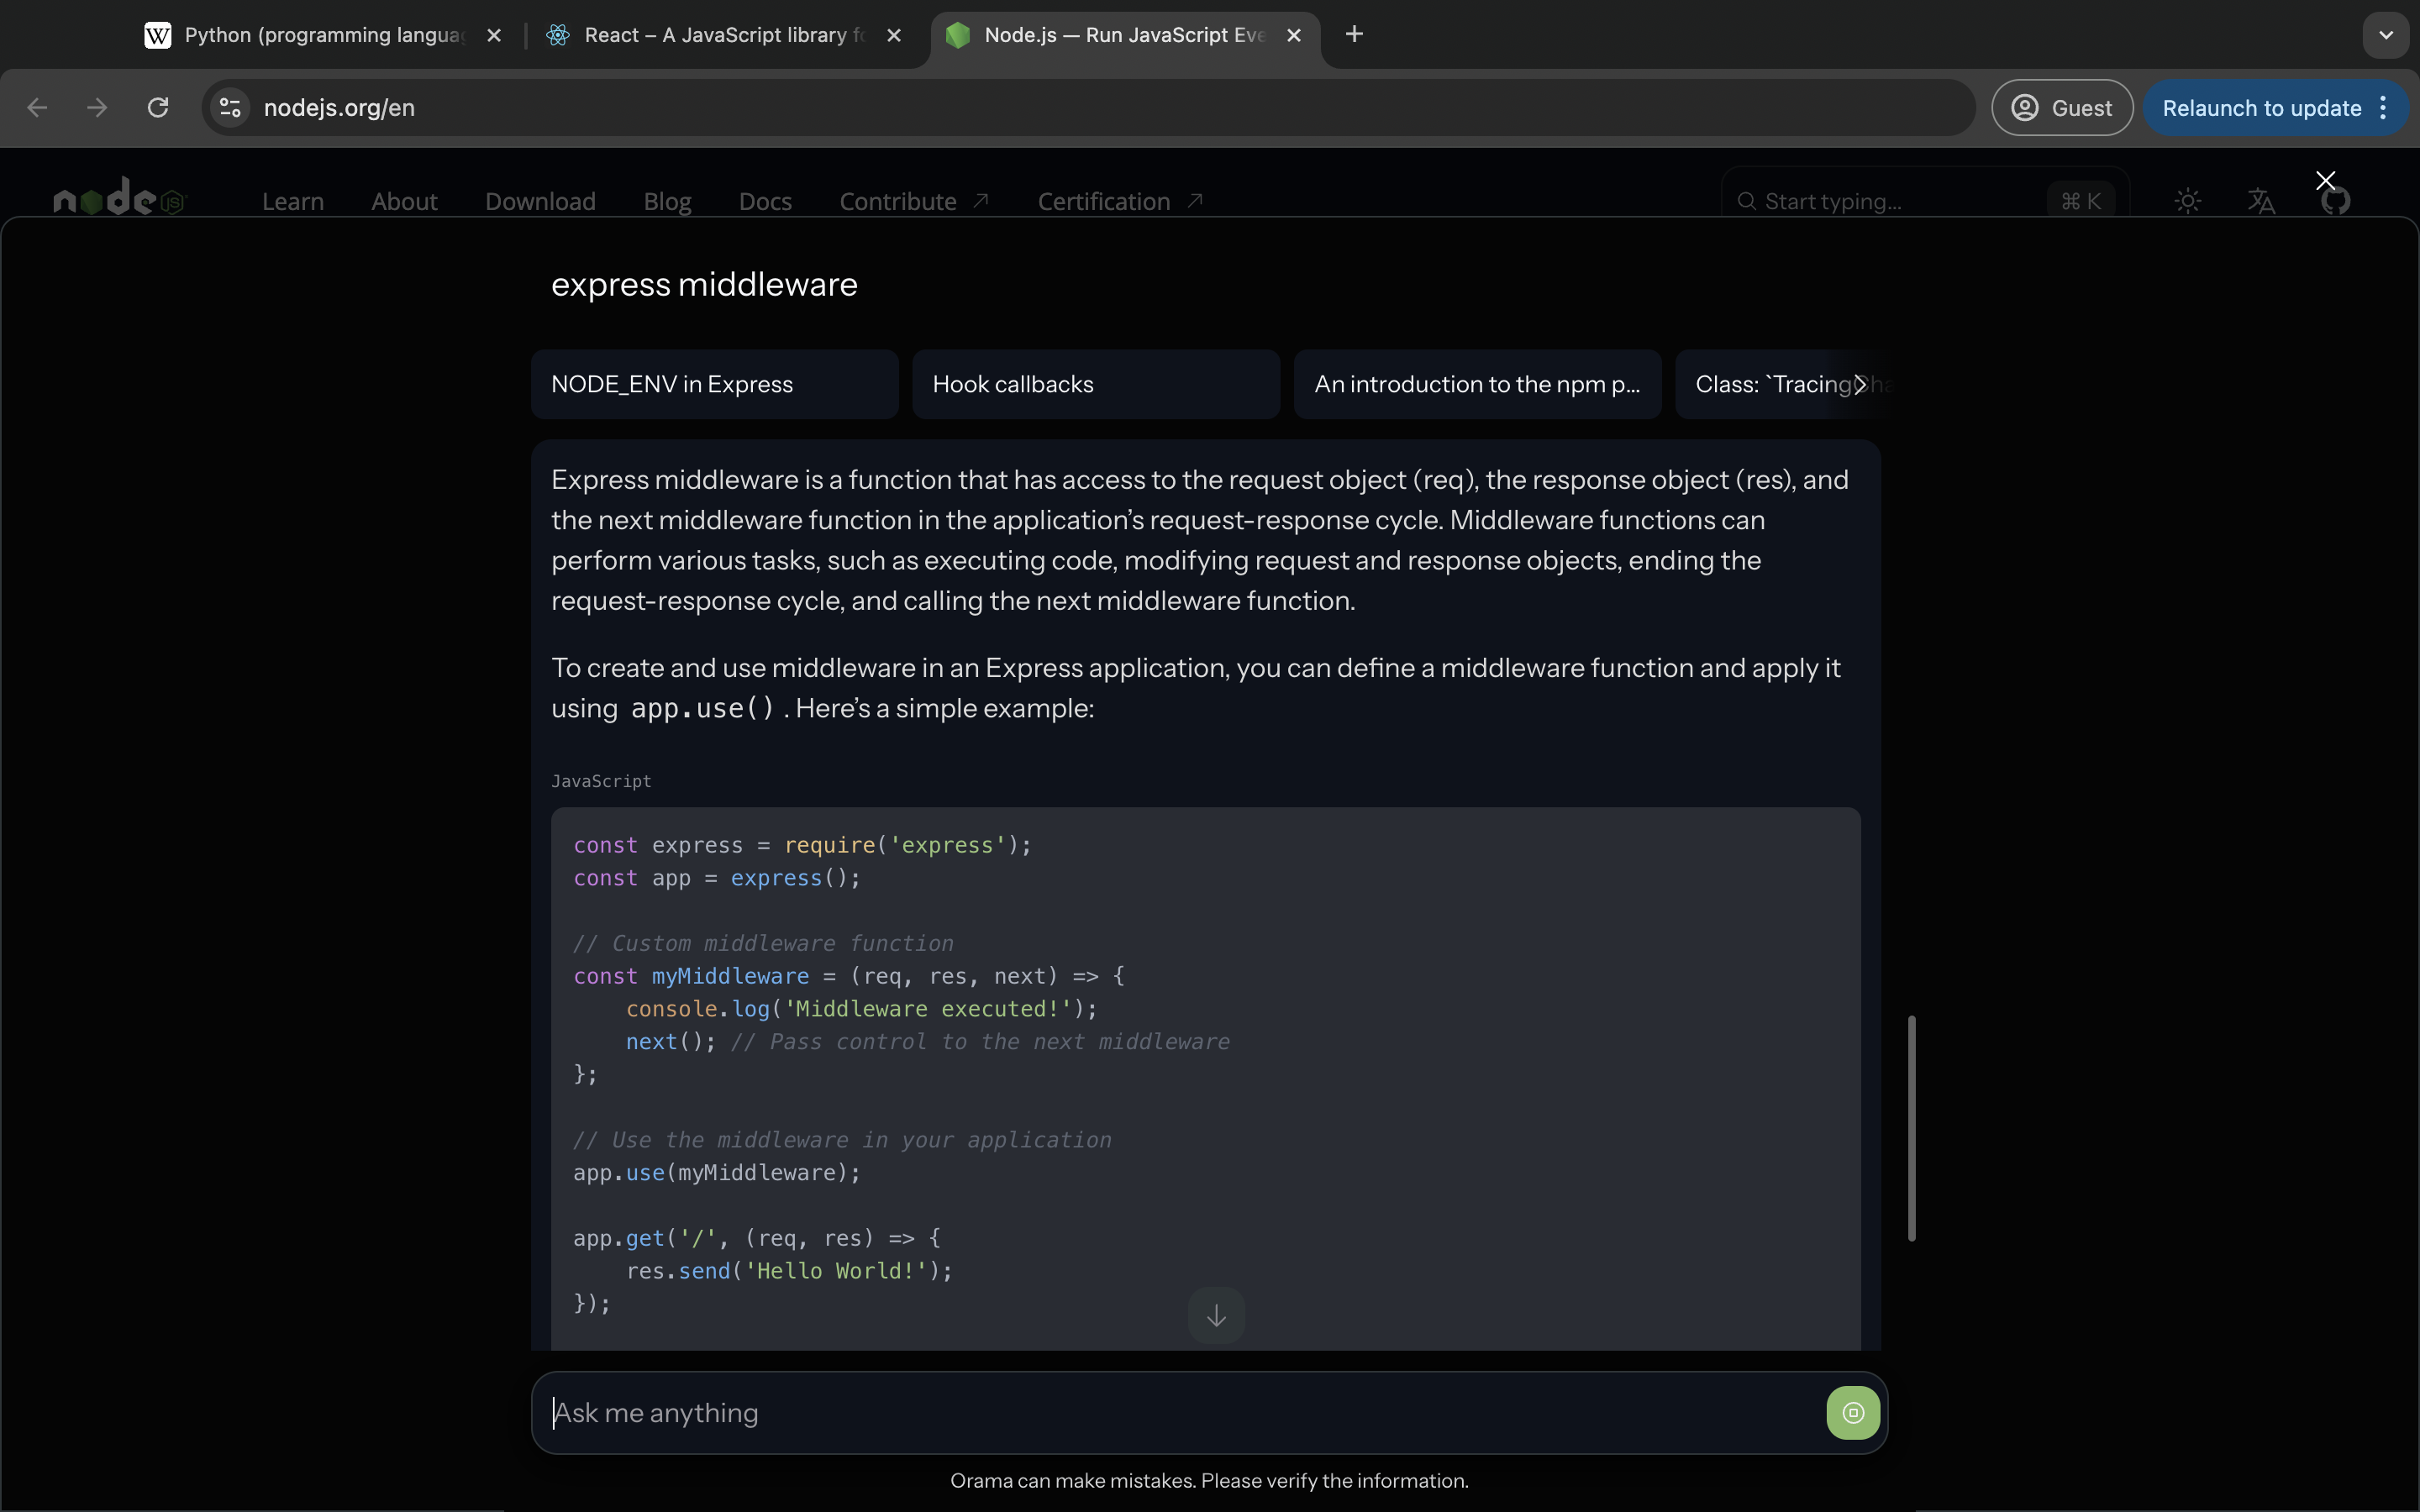 Python (programming langua
React – A JavaScript library fo
Node.js — Run JavaScript Eve
nodejs.org/en
Guest
Relaunch to update
node JS
Learn
About
Download
Blog
Docs
Contribute
Certification
Start typing...
⌘ K
express middleware
NODE_ENV in Express
Hook callbacks
An introduction to the npm p...
Class: `TracingCha
Express middleware is a function that has access to the request object (req), the response object (res), and
the next middleware function in the application’s request-response cycle. Middleware functions can
perform various tasks, such as executing code, modifying request and response objects, ending the
request-response cycle, and calling the next middleware function.
To create and use middleware in an Express application, you can define a middleware function and apply it
using app.use() . Here’s a simple example:
JavaScript
const express = require('express');
const app = express();
// Custom middleware function
const myMiddleware = (req, res, next) => {
    console.log('Middleware executed!');
    next(); // Pass control to the next middleware
};
// Use the middleware in your application
app.use(myMiddleware);
app.get('/', (req, res) => {
    res.send('Hello World!');
});
Ask me anything
Orama can make mistakes. Please verify the information.